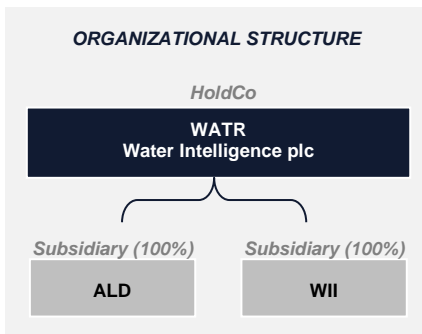 ORGANIZATIONAL STRUCTURE
HoldCo
WATR
Water Intelligence plc
Subsidiary (100%) Subsidiary (100%)
ALD WII